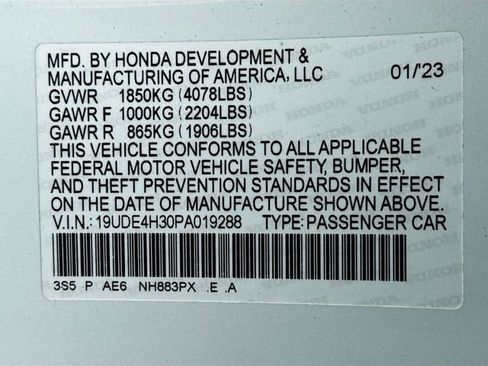 MFD. BY HONDA DEVELOPMENT &
MANUFACTURING OF AMERICA, LLC 01/'23
GVWR 1850KG (4078LBS)
GAWR F 1000KG (2204LBS)
GAWR R 865KG (1906LBS)
THIS VEHICLE CONFORMS TO ALL APPLICABLE
FEDERAL MOTOR VEHICLE SAFETY, BUMPER,
AND THEFT PREVENTION STANDARDS IN EFFECT
ON THE DATE OF MANUFACTURE SHOWN ABOVE.
V.I.N.: 19UDE4H30PA019288 TYPE: PASSENGER CAR
3S5 P AE6 NH883PX .E .A